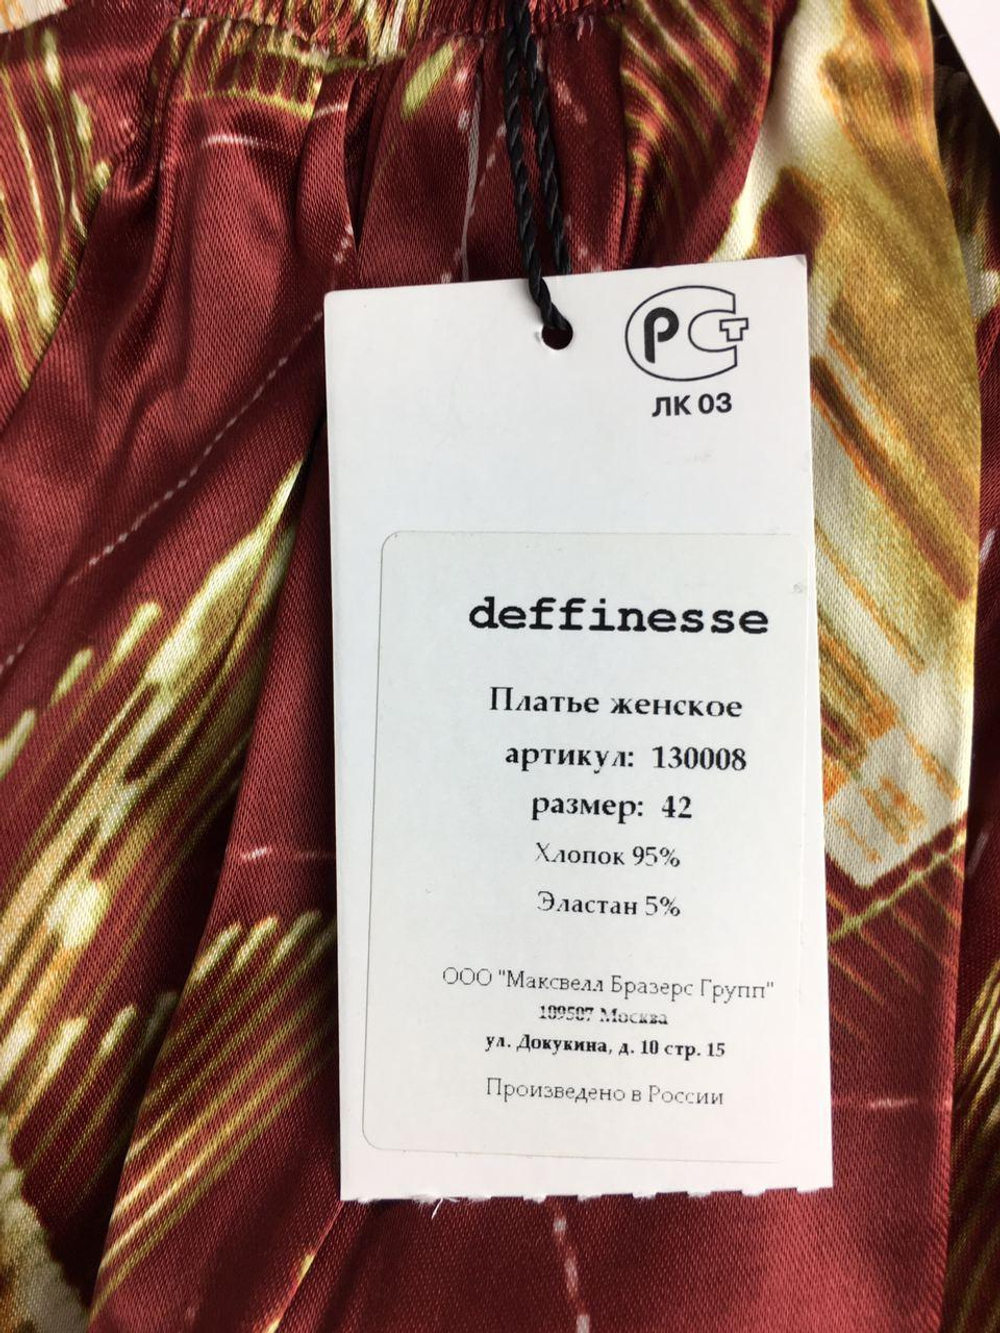 РСТ
ЛК 03
deffinesse
Платье женское
артикул: 130008
размер: 42
Хлопок 95%
Эластан 5%
ООО "Максвелл Бразерс Групп"
109507 Москва
ул. Докукина, д. 10 стр. 15
Произведено в России